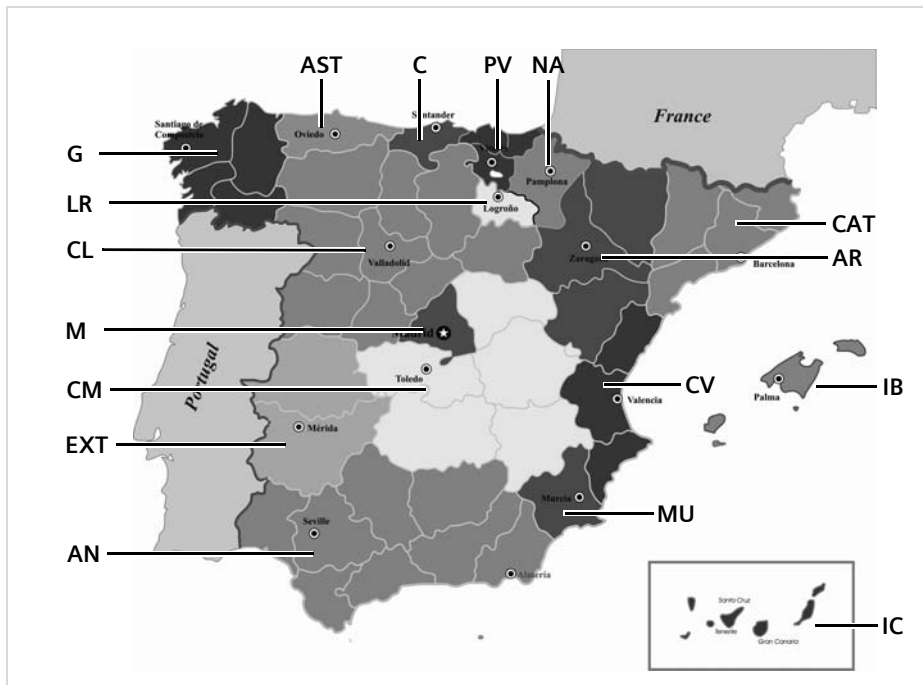 AST
C
PV
NA
Santander
France
Santiago de
Compostela
Oviedo
G
Pamplona
LR
Logroño
CAT
CL
Valladolid
AR
Barcelona
M
Madrid
Portugal
Toledo
CM
CV
Palma
IB
Valencia
EXT
Mérida
Murcia
MU
Seville
AN
Almería
Santa Cruz
Tenerife
Gran Canaria
IC